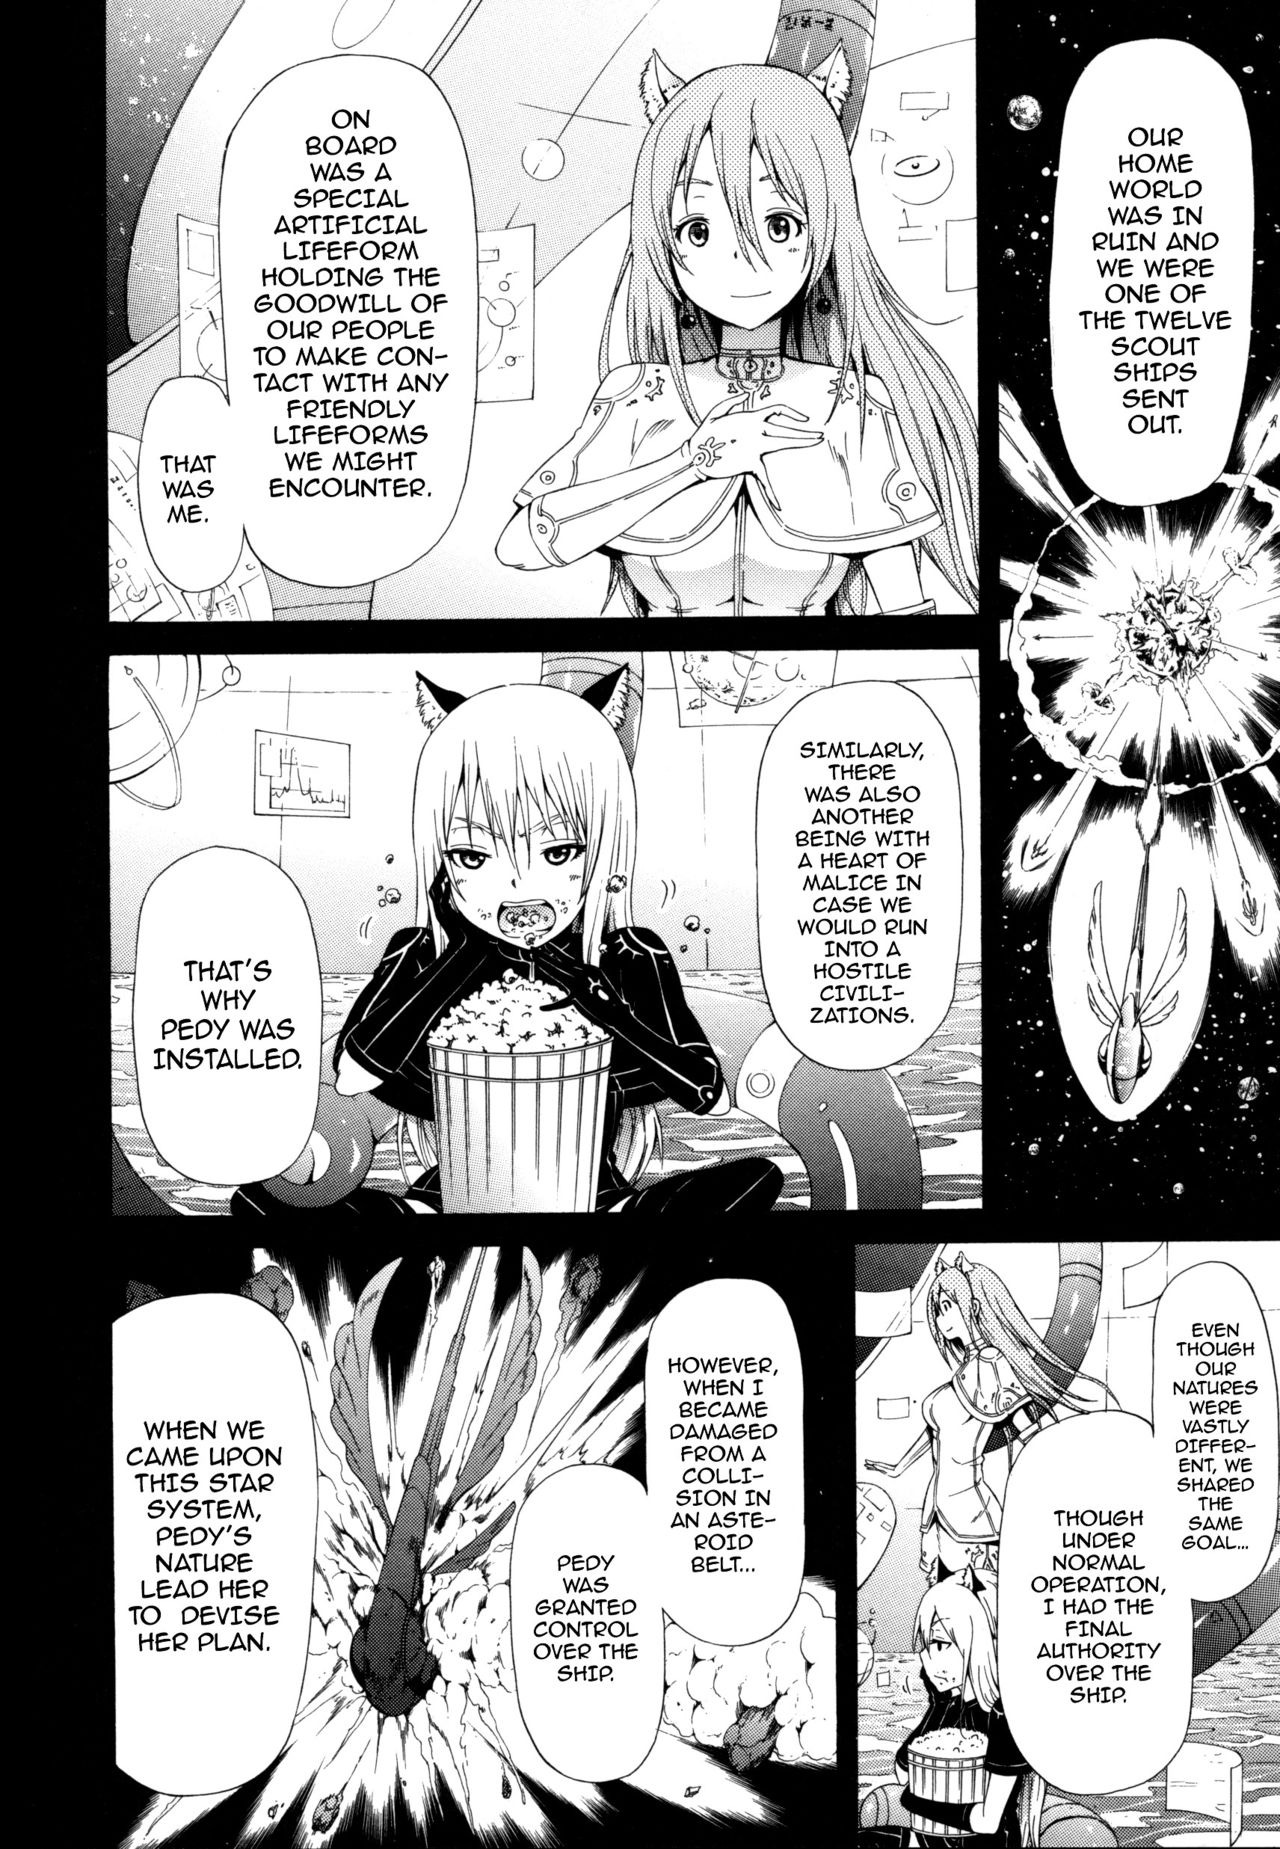 OUR
HOME
WORLD
WAS IN
RUIN AND
WE WERE
ONE OF
THE TWELVE
SCOUT
SHIPS
SENT
OUT.
ON
BOARD
WAS A
SPECIAL
ARTIFICIAL
LIFEFORM
HOLDING THE
GOODWILL OF
OUR PEOPLE
TO MAKE CON-
TACT WITH ANY
FRIENDLY
LIFEFORMS
WE MIGHT
ENCOUNTER.
THAT
WAS
ME.
SIMILARLY,
THERE
WAS ALSO
ANOTHER
BEING WITH
A HEART OF
MALICE IN
CASE WE
WOULD RUN
INTO A
HOSTILE
CIVILI-
ZATIONS.
THAT'S
WHY
PEDY WAS
INSTALLED.
EVEN
THOUGH
OUR
NATURES
WERE
VASTLY
DIFFER-
ENT, WE
SHARED
THE
SAME
GOAL...
THOUGH
UNDER
NORMAL
OPERATION,
I HAD THE
FINAL
AUTHORITY
OVER THE
SHIP.
HOWEVER,
WHEN I
BECAME
DAMAGED
FROM A
COLLI-
SION IN
AN ASTE-
ROID
BELT...
PEDY
WAS
GRANTED
CONTROL
OVER THE
SHIP.
WHEN WE
CAME UPON
THIS STAR
SYSTEM,
PEDY'S
NATURE
LEAD HER
TO DEVISE
HER PLAN.